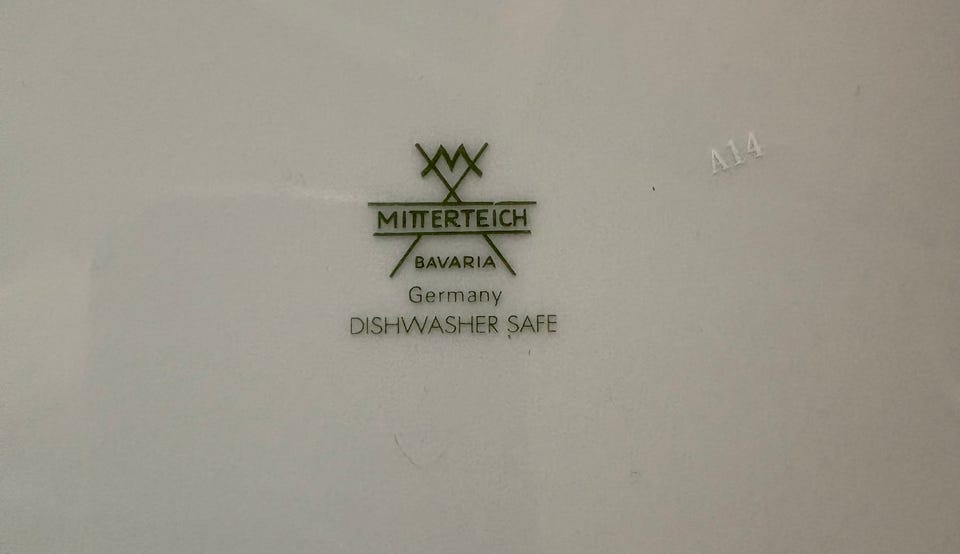 M
MITTERTEICH
BAVARIA
Germany
DISHWASHER SAFE
A14